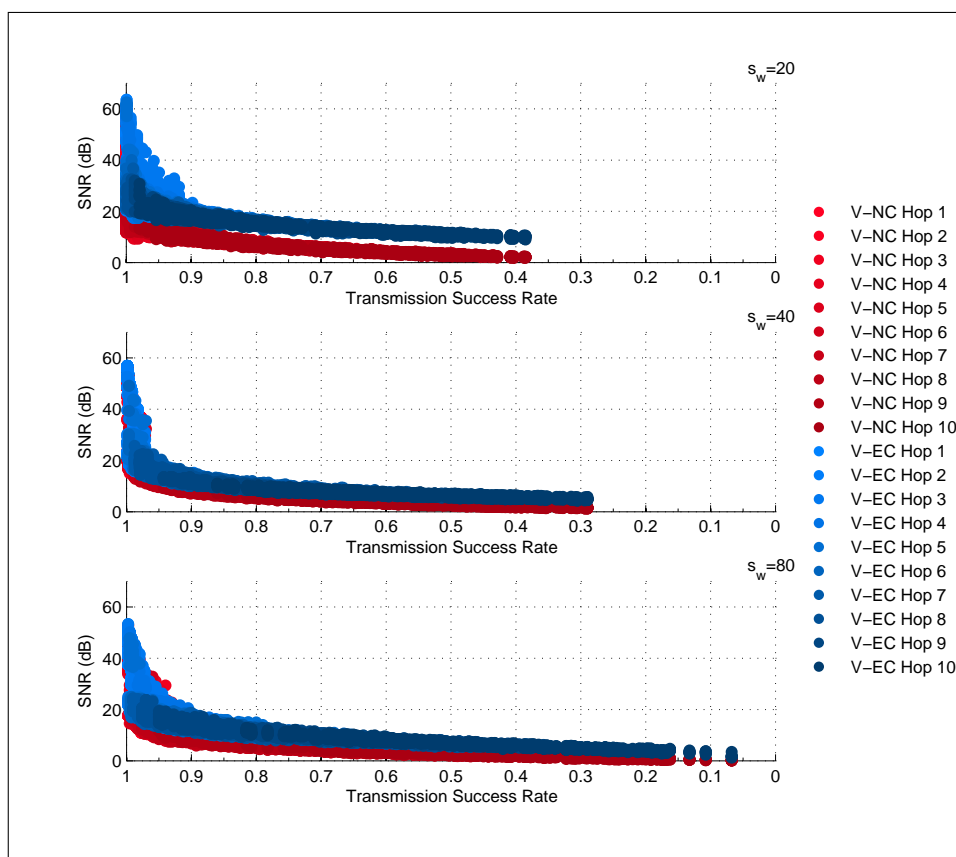 s_w=20
60
40
20
0
SNR (dB)
1 0.9 0.8 0.7 0.6 0.5 0.4 0.3 0.2 0.1 0
Transmission Success Rate
s_w=40
60
40
20
0
SNR (dB)
1 0.9 0.8 0.7 0.6 0.5 0.4 0.3 0.2 0.1 0
Transmission Success Rate
s_w=80
60
40
20
0
SNR (dB)
1 0.9 0.8 0.7 0.6 0.5 0.4 0.3 0.2 0.1 0
Transmission Success Rate
V−NC Hop 1
V−NC Hop 2
V−NC Hop 3
V−NC Hop 4
V−NC Hop 5
V−NC Hop 6
V−NC Hop 7
V−NC Hop 8
V−NC Hop 9
V−NC Hop 10
V−EC Hop 1
V−EC Hop 2
V−EC Hop 3
V−EC Hop 4
V−EC Hop 5
V−EC Hop 6
V−EC Hop 7
V−EC Hop 8
V−EC Hop 9
V−EC Hop 10